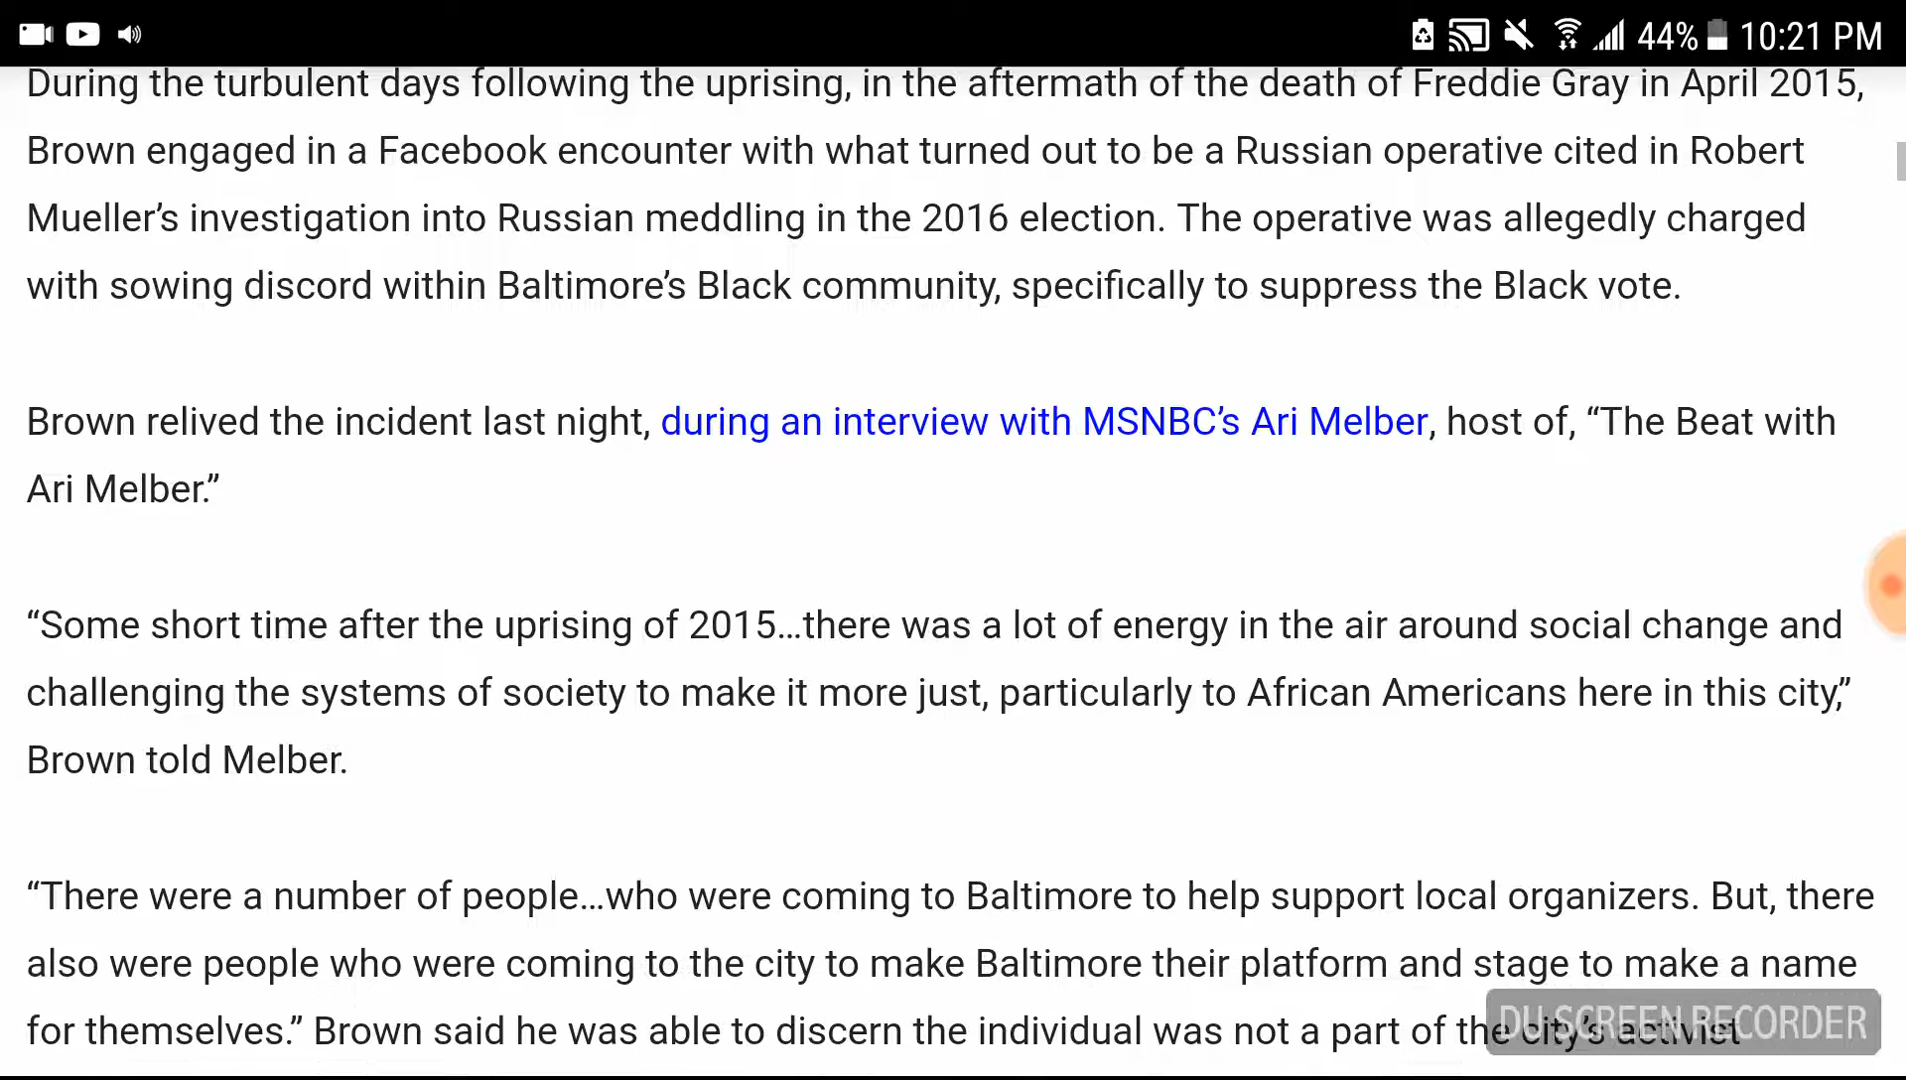 44% 10:21 PM
During the turbulent days following the uprising, in the aftermath of the death of Freddie Gray in April 2015,
Brown engaged in a Facebook encounter with what turned out to be a Russian operative cited in Robert
Mueller’s investigation into Russian meddling in the 2016 election. The operative was allegedly charged
with sowing discord within Baltimore’s Black community, specifically to suppress the Black vote.
Brown relived the incident last night, during an interview with MSNBC’s Ari Melber, host of, “The Beat with
Ari Melber.”
“Some short time after the uprising of 2015…there was a lot of energy in the air around social change and
challenging the systems of society to make it more just, particularly to African Americans here in this city,”
Brown told Melber.
“There were a number of people…who were coming to Baltimore to help support local organizers. But, there
also were people who were coming to the city to make Baltimore their platform and stage to make a name
for themselves.” Brown said he was able to discern the individual was not a part of the city’s activist
DU SCREEN RECORDER